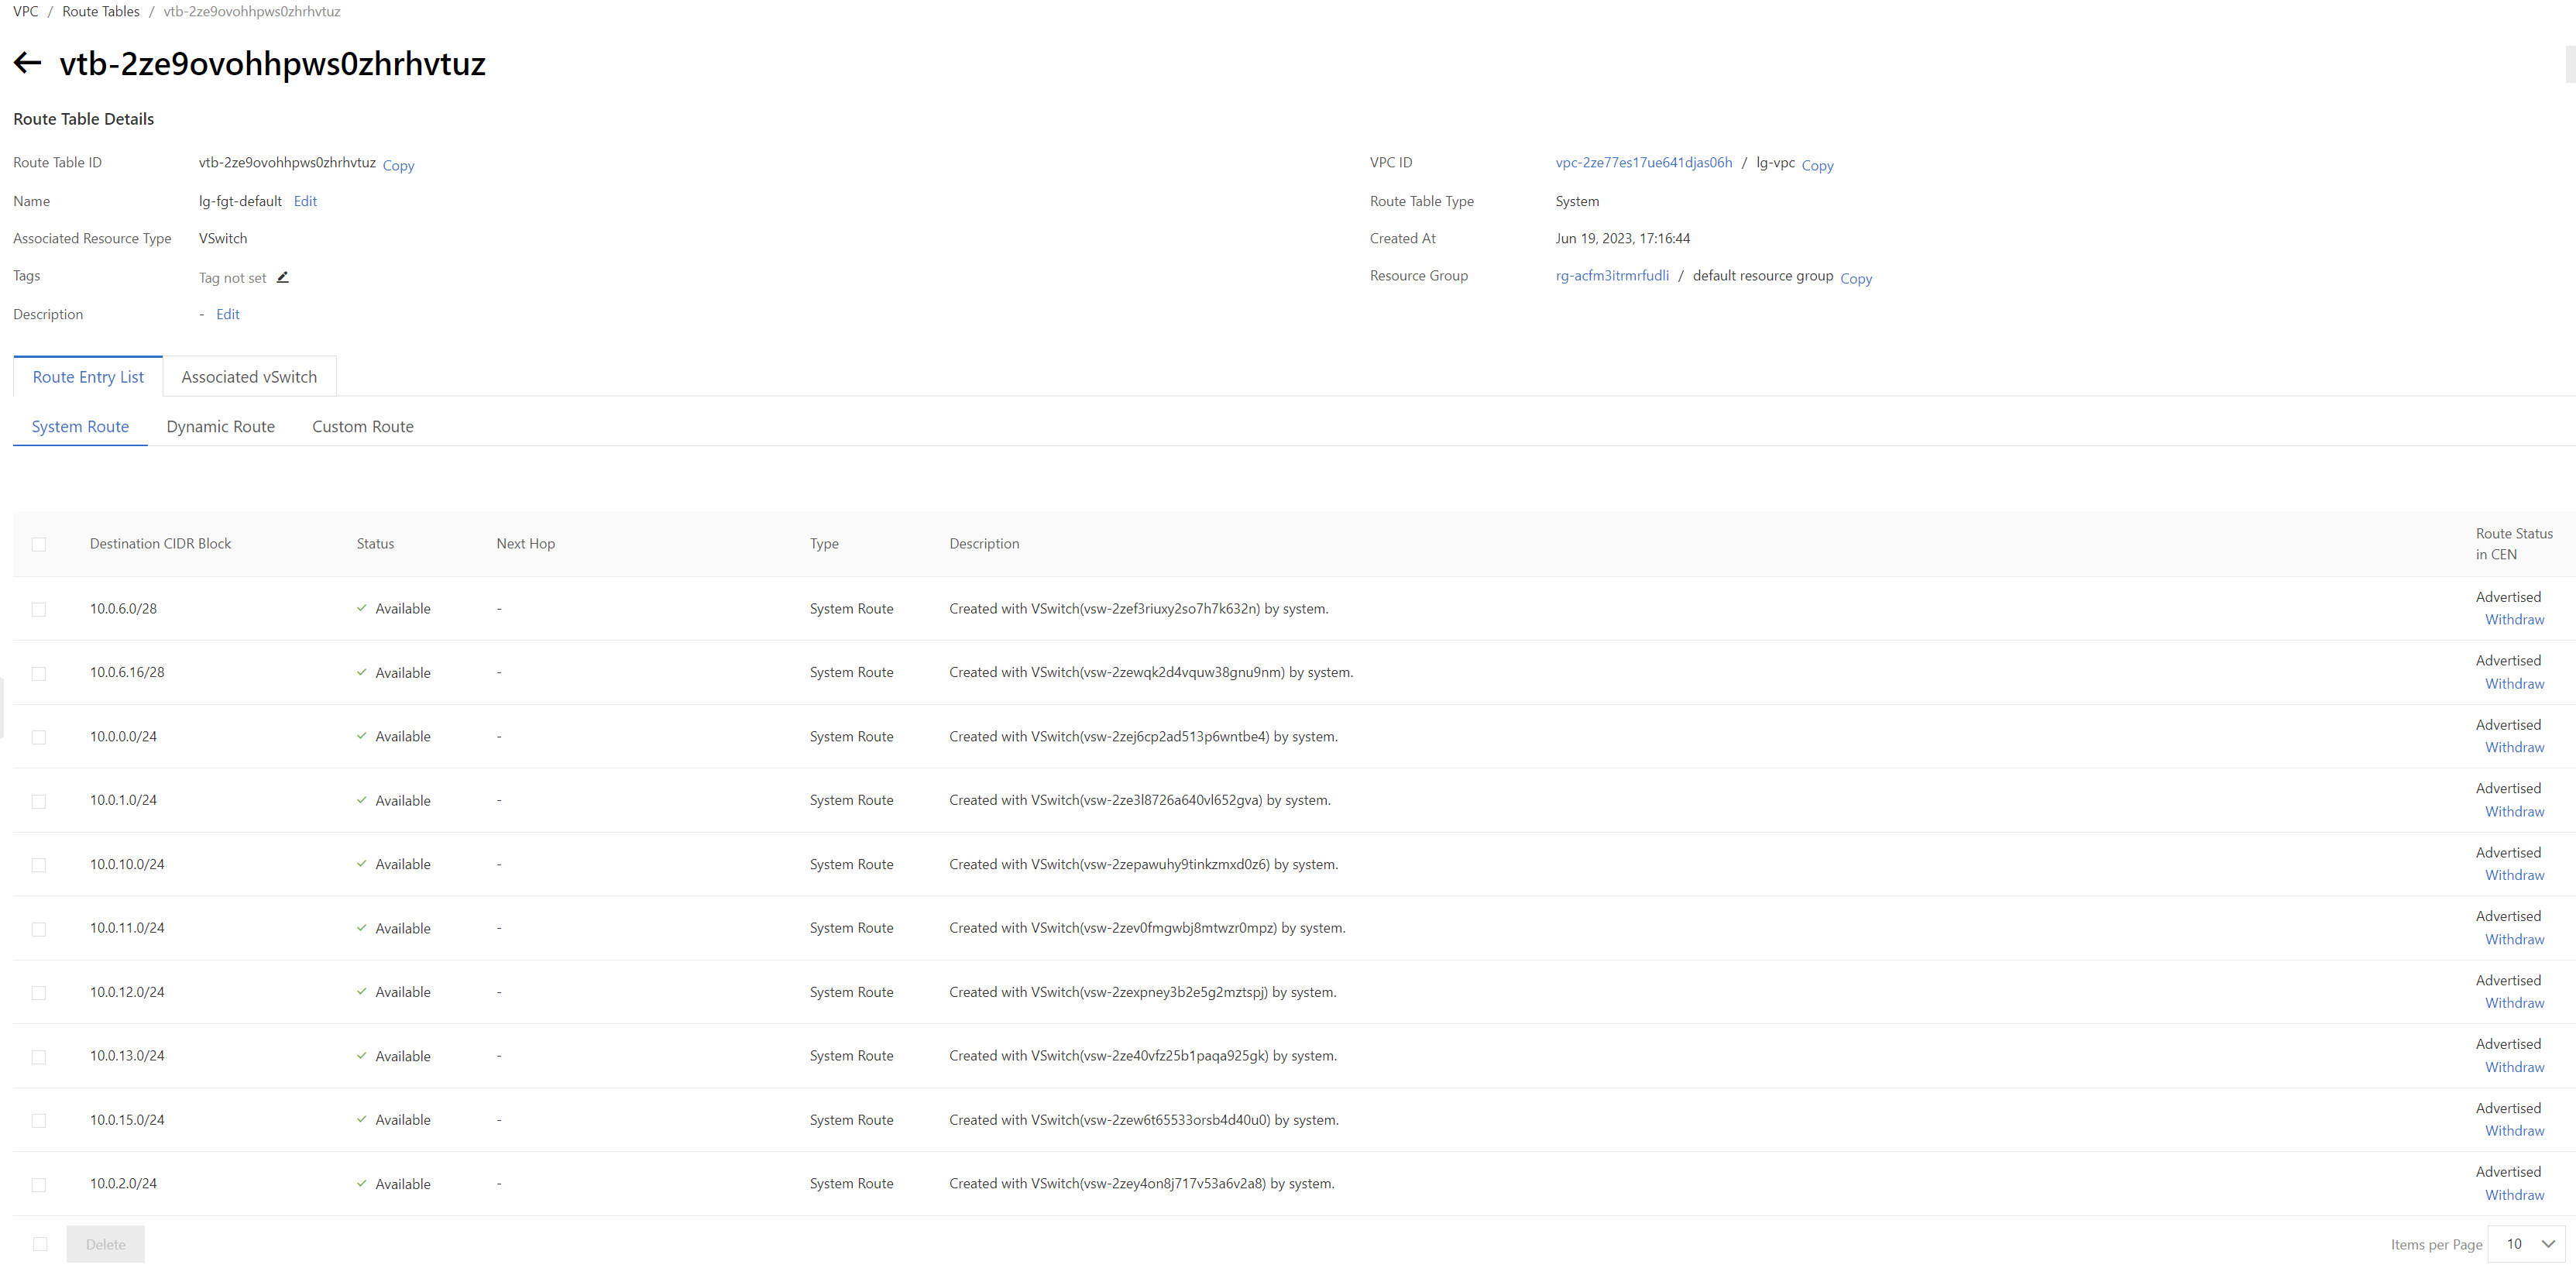 VPC / Route Tables / vtb-2ze9ovohhpws0zhrhvtuz
vtb-2ze9ovohhpws0zhrhvtuz
Route Table Details
Route Table ID vtb-2ze9ovohhpws0zhrhvtuz Copy VPC ID vpc-2ze77es17ue641djas06h / lg-vpc Copy
Name lg-fgt-default Edit Route Table Type System
Associated Resource Type VSwitch Created At Jun 19, 2023, 17:16:44
Tags Tag not set Resource Group rg-acfm3itrmrfudli / default resource group Copy
Description - Edit
Route Entry List Associated vSwitch
System Route Dynamic Route Custom Route
Destination CIDR Block Status Next Hop Type Description Route Status in CEN
10.0.6.0/28 Available - System Route Created with VSwitch(vsw-2zef3riuxy2so7h7k632n) by system. Advertised
Withdraw
10.0.6.16/28 Available - System Route Created with VSwitch(vsw-2zewqk2d4vquw38gnu9nm) by system. Advertised
Withdraw
10.0.0.0/24 Available - System Route Created with VSwitch(vsw-2zej6cp2ad513p6wntbe4) by system. Advertised
Withdraw
10.0.1.0/24 Available - System Route Created with VSwitch(vsw-2ze3l8726a640vl652gva) by system. Advertised
Withdraw
10.0.10.0/24 Available - System Route Created with VSwitch(vsw-2zepawuhy9tinkzmxd0z6) by system. Advertised
Withdraw
10.0.11.0/24 Available - System Route Created with VSwitch(vsw-2zev0fmgwbj8mtwzr0mpz) by system. Advertised
Withdraw
10.0.12.0/24 Available - System Route Created with VSwitch(vsw-2zexpney3b2e5g2mztspj) by system. Advertised
Withdraw
10.0.13.0/24 Available - System Route Created with VSwitch(vsw-2ze40vfz25b1paqa925gk) by system. Advertised
Withdraw
10.0.15.0/24 Available - System Route Created with VSwitch(vsw-2zew6t65533orsb4d40u0) by system. Advertised
Withdraw
10.0.2.0/24 Available - System Route Created with VSwitch(vsw-2zey4on8j717v53a6v2a8) by system. Advertised
Withdraw
Delete Items per Page 10